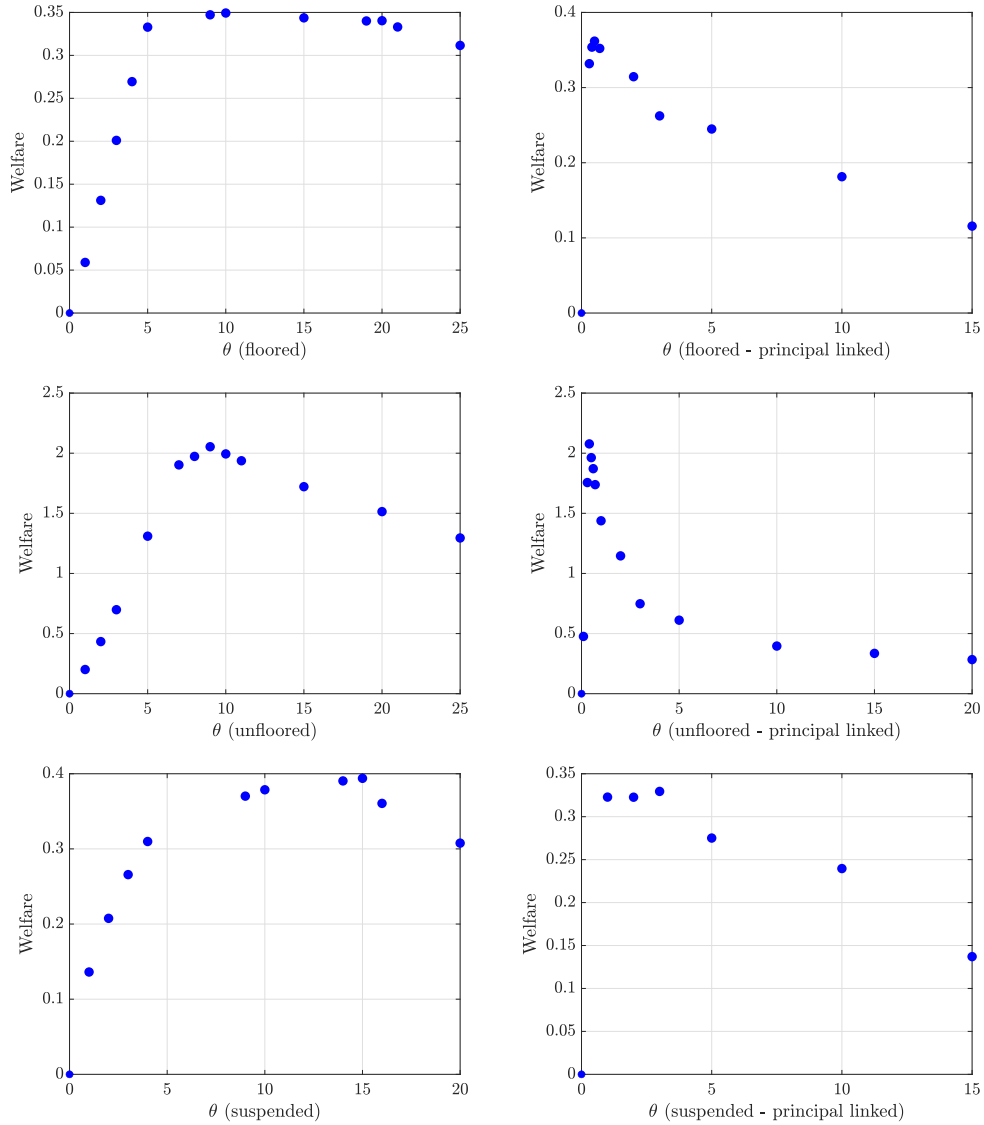 0.35
0.3
0.25
0.2
0.15
0.1
0.05
0
Welfare
0 5 10 15 20 25
θ (floored)
0.4
0.3
0.2
0.1
0
Welfare
0 5 10 15
θ (floored - principal linked)
2.5
2
1.5
1
0.5
0
Welfare
0 5 10 15 20 25
θ (unfloored)
2.5
2
1.5
1
0.5
0
Welfare
0 5 10 15 20
θ (unfloored - principal linked)
0.4
0.3
0.2
0.1
0
Welfare
0 5 10 15 20
θ (suspended)
0.35
0.3
0.25
0.2
0.15
0.1
0.05
0
Welfare
0 5 10 15
θ (suspended - principal linked)